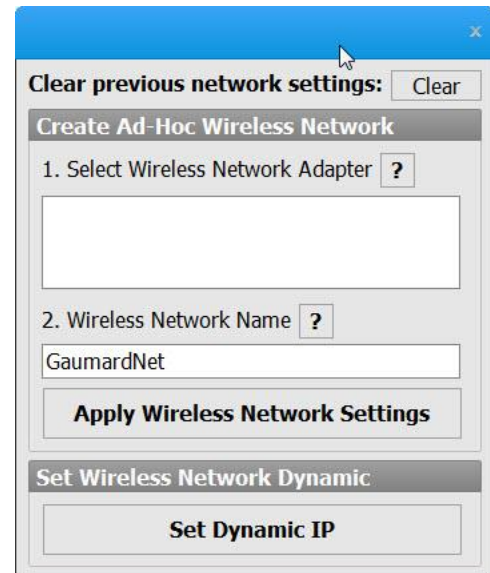 x
Clear previous network settings: Clear
Create Ad-Hoc Wireless Network
1. Select Wireless Network Adapter ?
2. Wireless Network Name ?
GaumardNet
Apply Wireless Network Settings
Set Wireless Network Dynamic
Set Dynamic IP